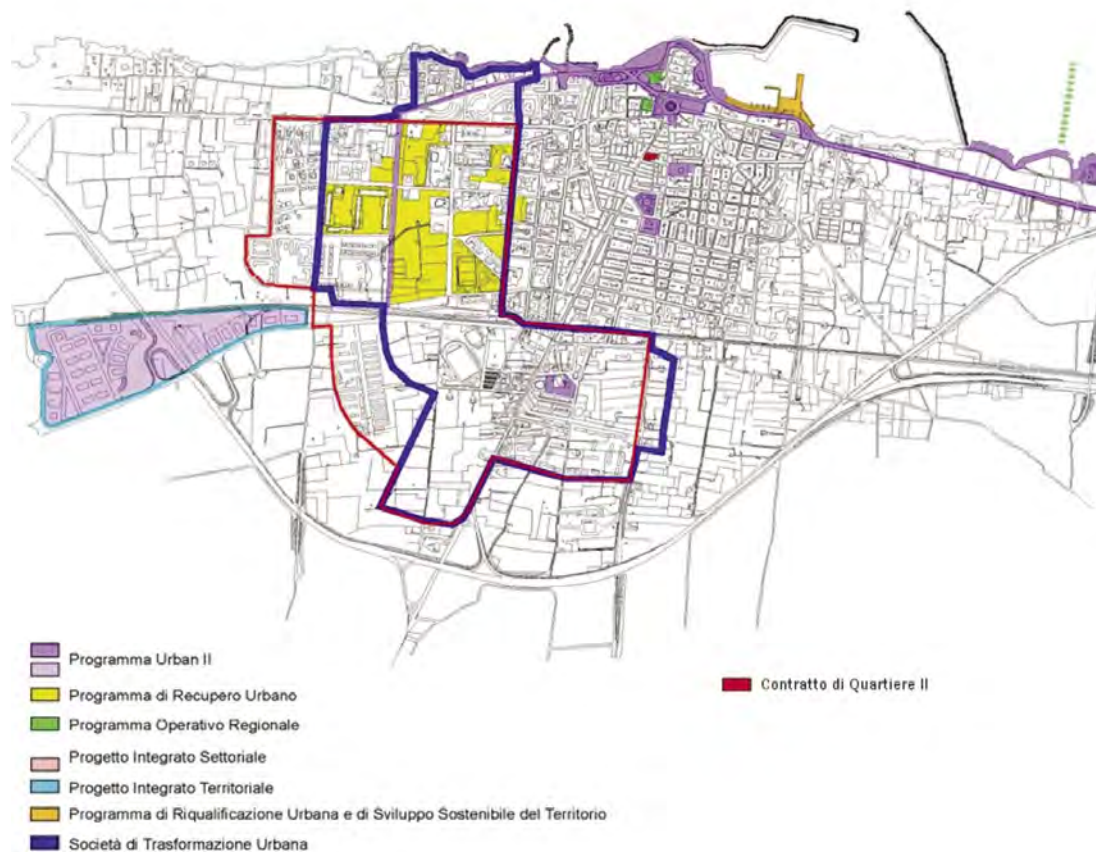 Programma Urban II
Programma di Recupero Urbano
Programma Operativo Regionale
Progetto Integrato Settoriale
Progetto Integrato Territoriale
Programma di Riqualificazione Urbana e di Sviluppo Sostenibile del Territorio
Società di Trasformazione Urbana
Contratto di Quartiere II